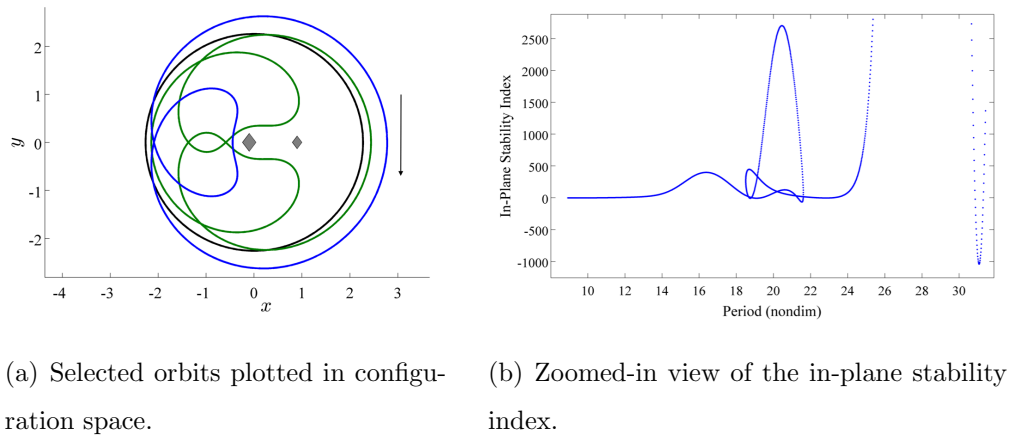 2
1
0
-1
-2
y
-4 -3 -2 -1 0 1 2 3
x
2500
2000
1500
1000
500
0
-500
-1000
In-Plane Stability Index
10 12 14 16 18 20 22 24 26 28 30
Period (nondim)
(a) Selected orbits plotted in configu-
ration space.
(b) Zoomed-in view of the in-plane stability
index.